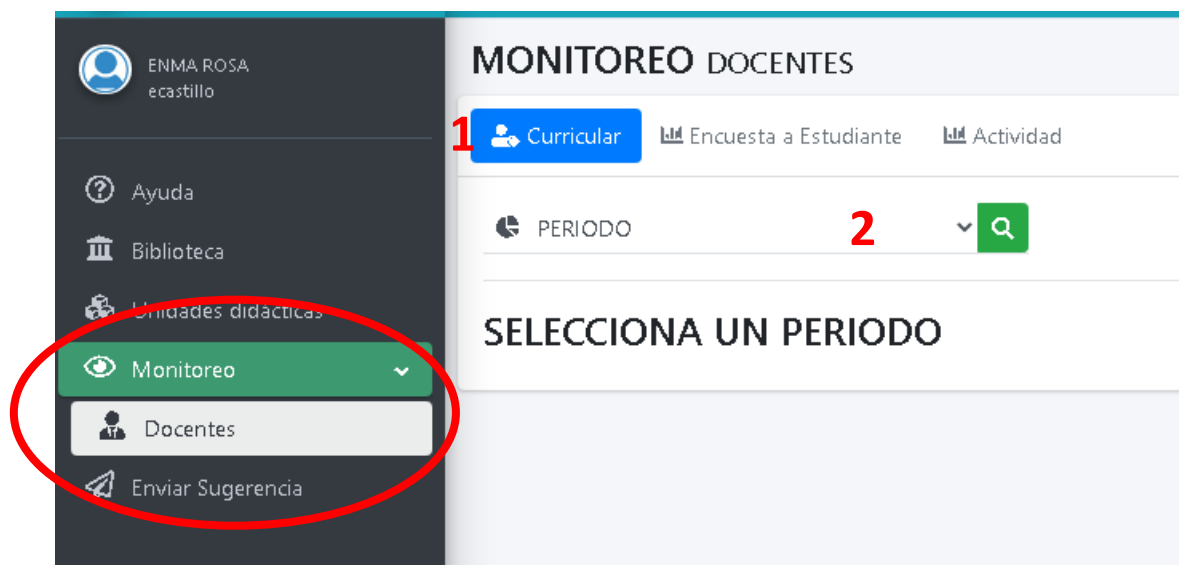 ENMA ROSA
ecastillo
Ayuda
Biblioteca
Unidades didácticas
Monitoreo
Docentes
Enviar Sugerencia
MONITOREO DOCENTES
1 Curricular Encuesta a Estudiante Actividad
PERIODO 2
SELECCIONA UN PERIODO